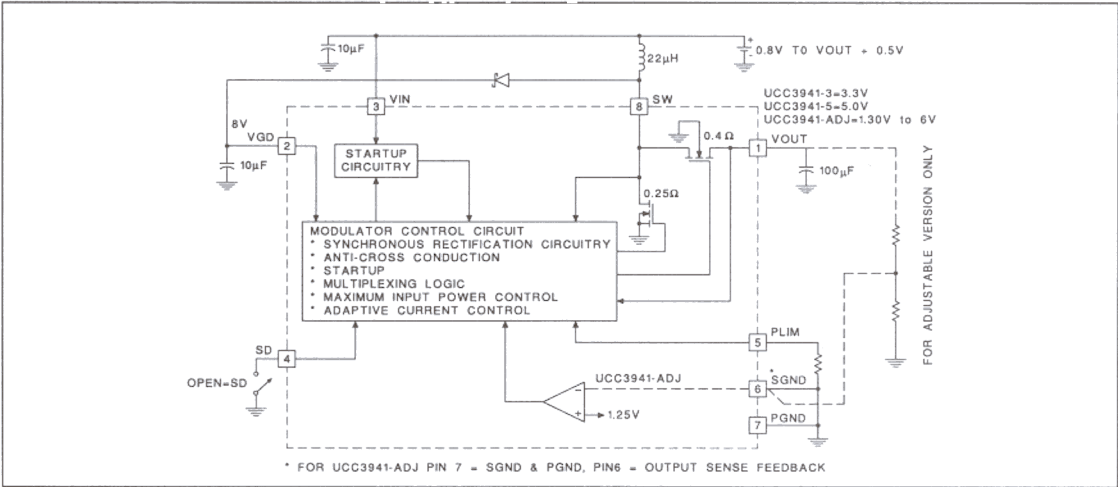 10µF
22µH
+
-
0.8V TO VOUT + 0.5V
3
VIN
8
SW
UCC3941-3=3.3V
UCC3941-5=5.0V
UCC3941-ADJ=1.30V to 6V
8V
VGD
2
10µF
STARTUP
CIRCUITRY
0.4Ω
1
VOUT
100µF
0.25Ω
MODULATOR CONTROL CIRCUIT
* SYNCHRONOUS RECTIFICATION CIRCUITRY
* ANTI-CROSS CONDUCTION
* STARTUP
* MULTIPLEXING LOGIC
* MAXIMUM INPUT POWER CONTROL
* ADAPTIVE CURRENT CONTROL
FOR ADJUSTABLE VERSION ONLY
SD
4
OPEN=SD
PLIM
5
UCC3941-ADJ
*
SGND
6
-
+
1.25V
PGND
7
* FOR UCC3941-ADJ PIN 7 = SGND & PGND, PIN6 = OUTPUT SENSE FEEDBACK